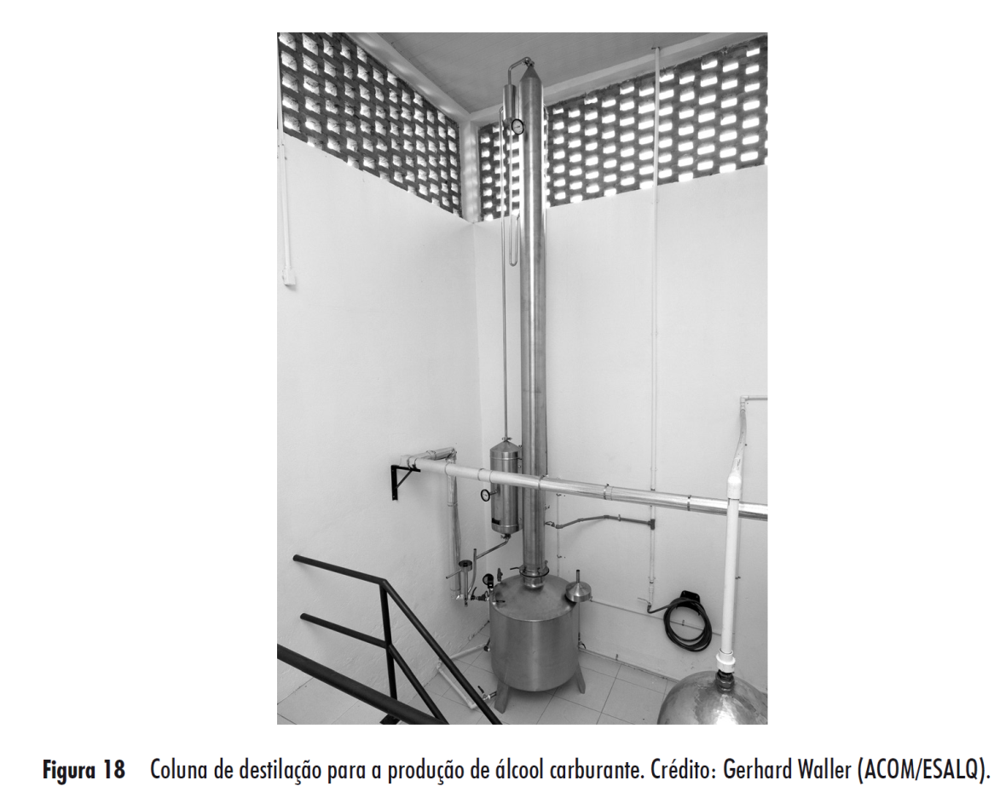 Figura 18 Coluna de destilação para a produção de álcool carburante. Crédito: Gerhard Waller (ACOM/ESALQ).